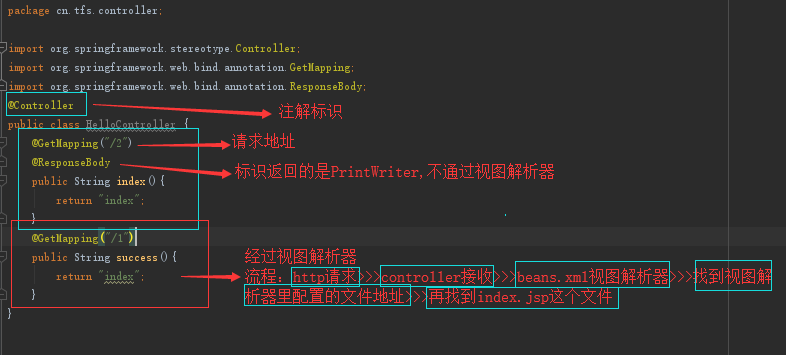 package cn.tfs.controller;
import org.springframework.stereotype.Controller;
import org.springframework.web.bind.annotation.GetMapping;
import org.springframework.web.bind.annotation.ResponseBody;
@Controller
注解标识
public class HelloController {
@GetMapping("/2")
请求地址
@ResponseBody
标识返回的是PrintWriter,不通过视图解析器
public String index(){
return "index";
}
@GetMapping("/1")
public String success(){
return "index";
}
}
经过视图解析器
流程: http请求>>>controller接收>>>beans.xml视图解析器>>>找到视图解
析器里配置的文件地址>>>再找到index.jsp这个文件